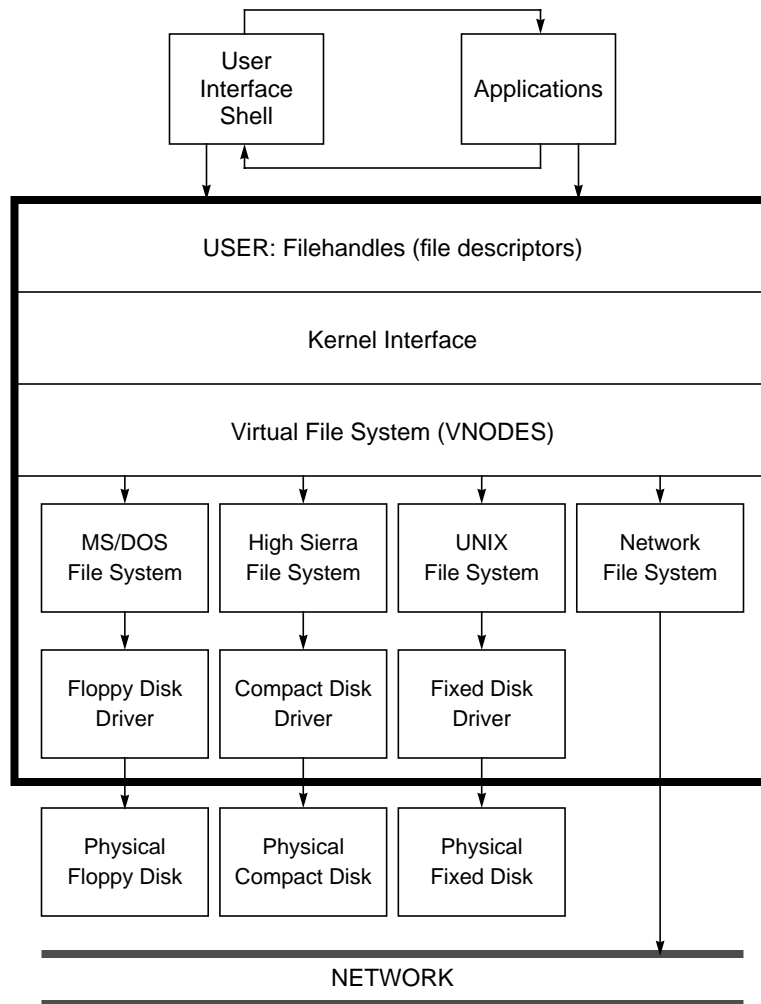 User
Interface
Shell
Applications
USER: Filehandles (file descriptors)
Kernel Interface
Virtual File System (VNODES)
MS/DOS
File System
High Sierra
File System
UNIX
File System
Network
File System
Floppy Disk
Driver
Compact Disk
Driver
Fixed Disk
Driver
Physical
Floppy Disk
Physical
Compact Disk
Physical
Fixed Disk
NETWORK